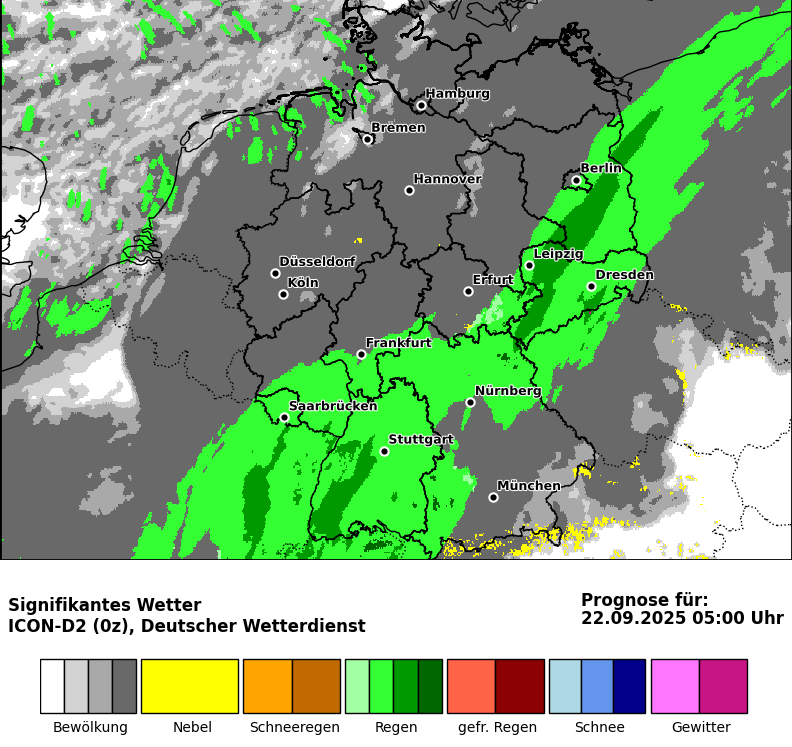 Hamburg
Bremen
Berlin
Hannover
Leipzig
Düsseldorf
Dresden
Köln
Erfurt
Frankfurt
Nürnberg
Saarbrücken
Stuttgart
München
Signifikantes Wetter
ICON-D2 (0z), Deutscher Wetterdienst
Prognose für:
22.09.2025 05:00 Uhr
Bewölkung Nebel Schneeregen Regen gefr. Regen Schnee Gewitter